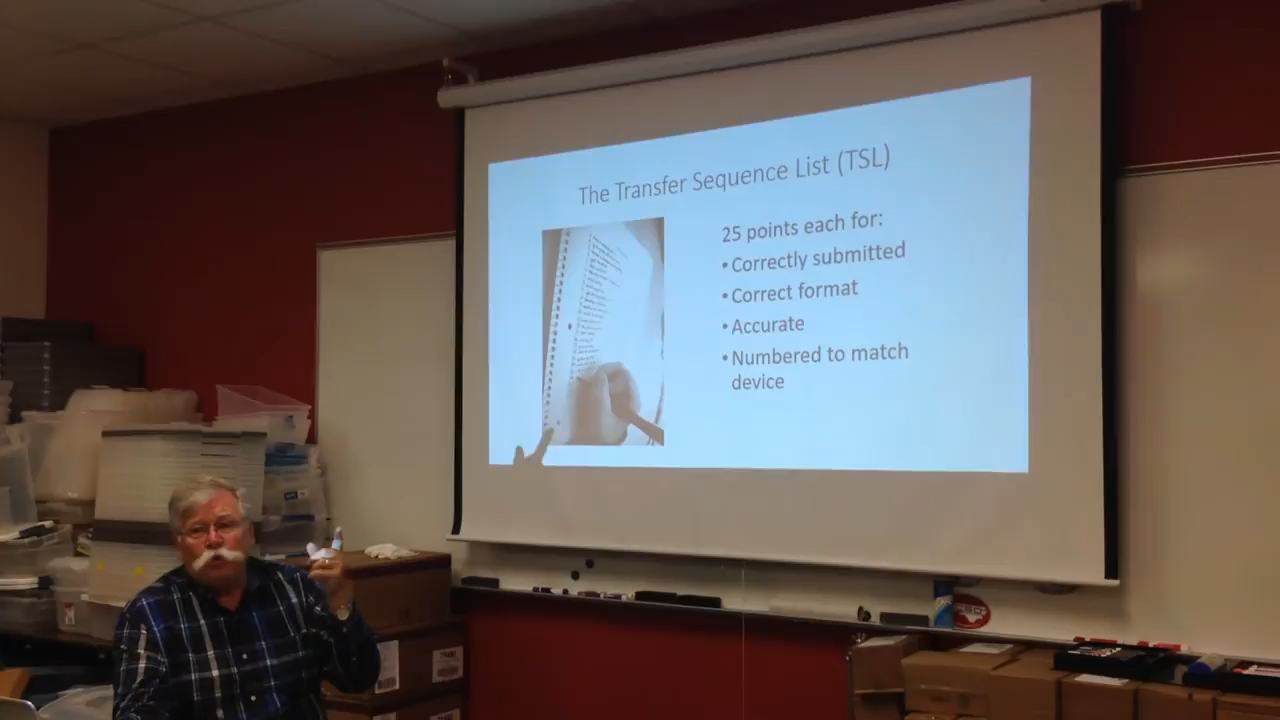 The Transfer Sequence List (TSL)
25 points each for:
•Correctly submitted
•Correct format
•Accurate
•Numbered to match
device